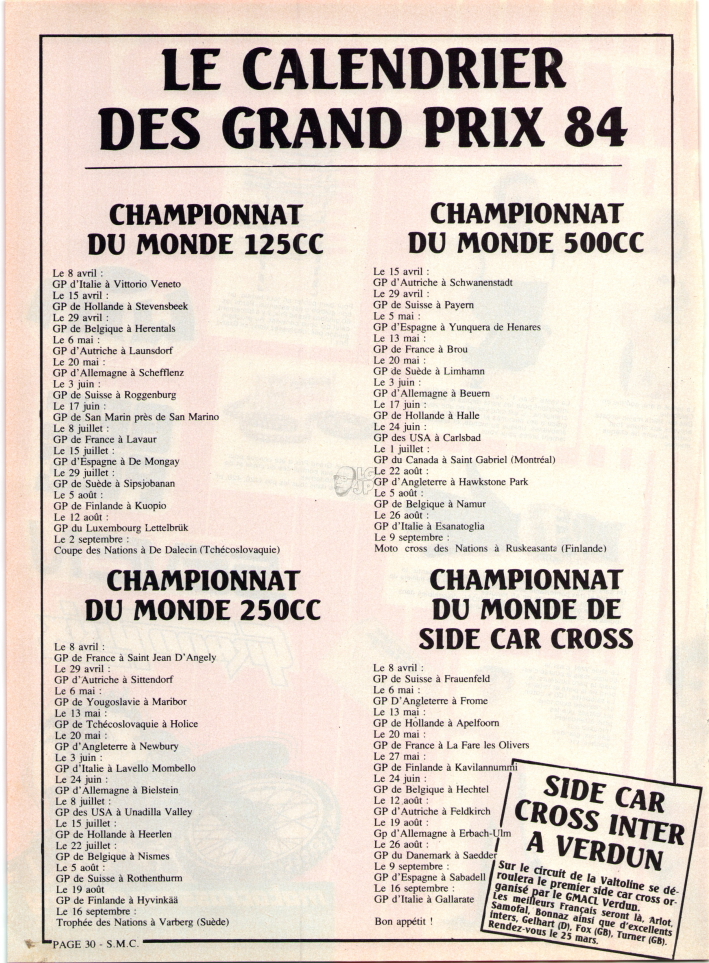 LE CALENDRIER
DES GRAND PRIX 84
CHAMPIONNAT
DU MONDE 125CC
Le 8 avril :
GP d'Italie à Vittorio Veneto
Le 15 avril :
GP de Hollande à Stevensbeek
Le 29 avril :
GP de Belgique à Herentals
Le 6 mai :
GP d'Autriche à Launsdorf
Le 20 mai :
GP d'Allemagne à Schefflenz
Le 3 juin :
GP de Suisse à Roggenburg
Le 17 juin :
GP de San Marin près de San Marino
Le 8 juillet :
GP de France à Lavaur
Le 15 juillet :
GP d'Espagne à De Mongay
Le 29 juillet :
GP de Suède à Sipsjobanan
Le 5 août :
GP de Finlande à Kuopio
Le 12 août :
GP du Luxembourg Lettelbrük
Le 2 septembre :
Coupe des Nations à De Dalecin (Tchécoslovaquie)
CHAMPIONNAT
DU MONDE 250CC
Le 8 avril :
GP de France à Saint Jean D'Angely
Le 29 avril :
GP d'Autriche à Sittendorf
Le 6 mai :
GP de Yougoslavie à Maribor
Le 13 mai :
GP de Tchécoslovaquie à Holice
Le 20 mai :
GP d'Angleterre à Newbury
Le 3 juin :
GP d'Italie à Lavello Mombello
Le 24 juin :
GP d'Allemagne à Bielstein
Le 8 juillet :
GP des USA à Unadilla Valley
Le 15 juillet :
GP de Hollande à Heerlen
Le 22 juillet :
GP de Belgique à Nismes
Le 5 août :
GP de Suisse à Rothenthurm
Le 19 août
GP de Finlande à Hyvinkää
Le 16 septembre :
Trophée des Nations à Varberg (Suède)
CHAMPIONNAT
DU MONDE 500CC
Le 15 avril :
GP d'Autriche à Schwanenstadt
Le 29 avril :
GP de Suisse à Payern
Le 5 mai :
GP d'Espagne à Yunquera de Henares
Le 13 mai :
GP de France à Brou
Le 20 mai :
GP de Suède à Limhamn
Le 3 juin :
GP d'Allemagne à Beuern
Le 17 juin :
GP de Hollande à Halle
Le 24 juin :
GP des USA à Carlsbad
Le 1 juillet :
GP du Canada à Saint Gabriel (Montréal)
Le 22 août :
GP d'Angleterre à Hawkstone Park
Le 5 août :
GP de Belgique à Namur
Le 26 août :
GP d'Italie à Esanatoglia
Le 9 septembre :
Moto cross des Nations à Ruskeasanta (Finlande)
CHAMPIONNAT
DU MONDE DE
SIDE CAR CROSS
Le 8 avril :
GP de Suisse à Frauenfeld
Le 6 mai :
GP D'Angleterre à Frome
Le 13 mai :
GP de Hollande à Apelfoorn
Le 20 mai :
GP de France à La Fare les Olivers
Le 27 mai :
GP de Finlande à Kavilannummi
Le 24 juin :
GP de Belgique à Hechtel
Le 12 août :
GP d'Autriche à Feldkirch
Le 19 août :
Gp d'Allemagne à Erbach-Ulm
Le 26 août :
GP du Danemark à Saedder
Le 9 septembre :
GP d'Espagne à Sabadell
Le 16 septembre :
GP d'Italie à Gallarate
Bon appétit !
SIDE CAR
CROSS INTER
A VERDUN
Sur le circuit de la Valtoline se dé-
roulera le premier side car cross or-
ganisé par le GMACL Verdun.
Les meilleurs Français seront là, Arlot,
Samofal, Bonnaz ainsi que d'excellents
inters, Gelhart (D), Fox (GB), Turner (GB).
Rendez-vous le 25 mars.
PAGE 30 - S.M.C.